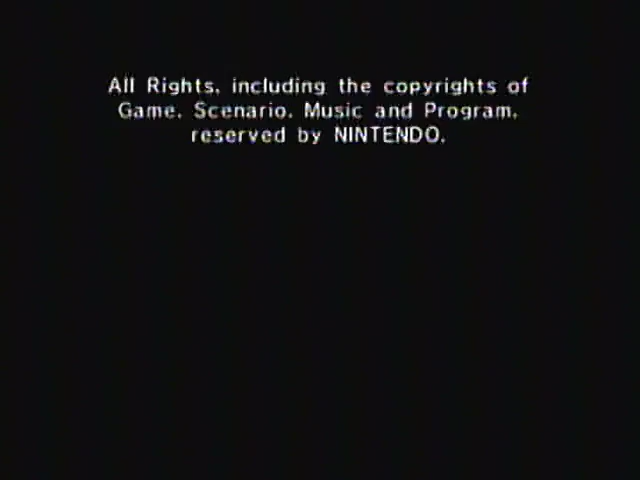 All Rights, including the copyrights of
Game, Scenario, Music and Program,
reserved by NINTENDO.